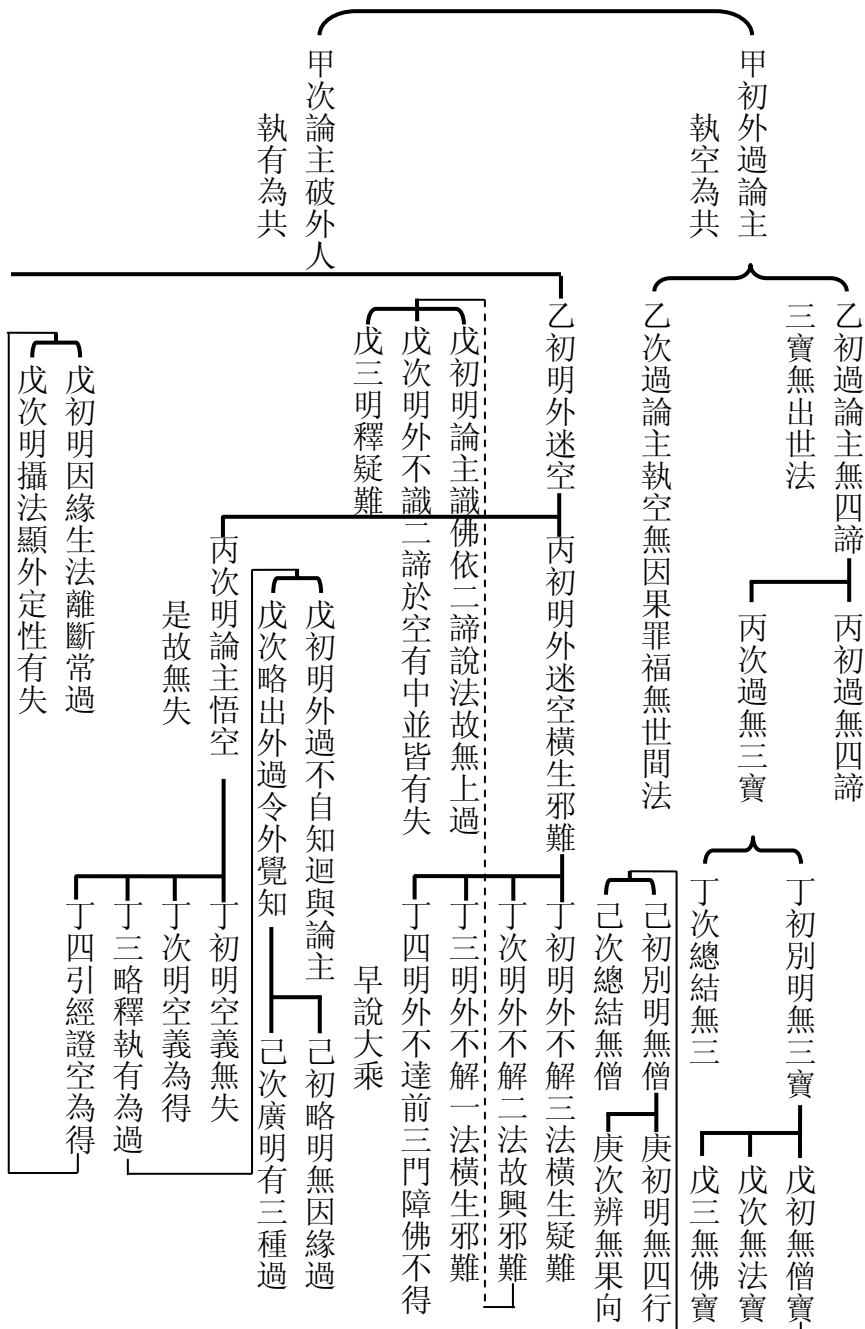 甲初外過論主
執空為共
乙初過論主無四諦
三寶無出世法
丙初過無四諦
丙次過無三寶
丁初別明無三寶
戊初無僧寶
己初別明無僧
庚初明無四行
庚次辨無果向
己次總結無僧
戊次無法寶
戊三無佛寶
丁次總結無三
乙次過論主執空無因果罪福無世間法
甲次論主破外人
執有為共
乙初明外迷空
丙初明外迷空橫生邪難
丁初明外不解三法橫生疑難
丁次明外不解二法故興邪難
戊初明論主識佛依二諦說法故無上過
戊次明外不識二諦於空有中並皆有失
戊三明釋疑難
丁三明外不解一法橫生邪難
丁四明外不達前三門障佛不得
早說大乘
丙次明論主悟空
是故無失
丁初明空義無失
丁次明空義為得
丁三略釋執有為過
戊初明外過不自知迴與論主
戊次略出外過令外覺知
己初略明無因緣過
己次廣明有三種過
丁四引經證空為得
戊初明因緣生法離斷常過
戊次明攝法顯外定性有失